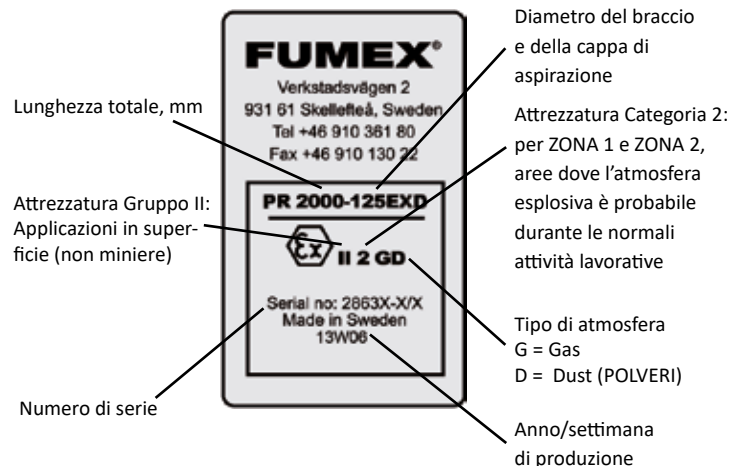 Diametro del braccio
e della cappa di
aspirazione
Lunghezza totale, mm
Attrezzatura Gruppo II:
Applicazioni in super-
ficie (non miniere)
Numero di serie
FUMEX®
Verkstadsvägen 2
931 61 Skellefteå, Sweden
Tel +46 910 361 80
Fax +46 910 130 22
PR 2000-125EXD
Ex II 2 GD
Serial no: 2863X-X/X
Made in Sweden
13W06
Attrezzatura Categoria 2:
per ZONA 1 e ZONA 2,
aree dove l'atmosfera
esplosiva è probabile
durante le normali
attività lavorative
Tipo di atmosfera
G = Gas
D = Dust (POLVERI)
Anno/settimana
di produzione